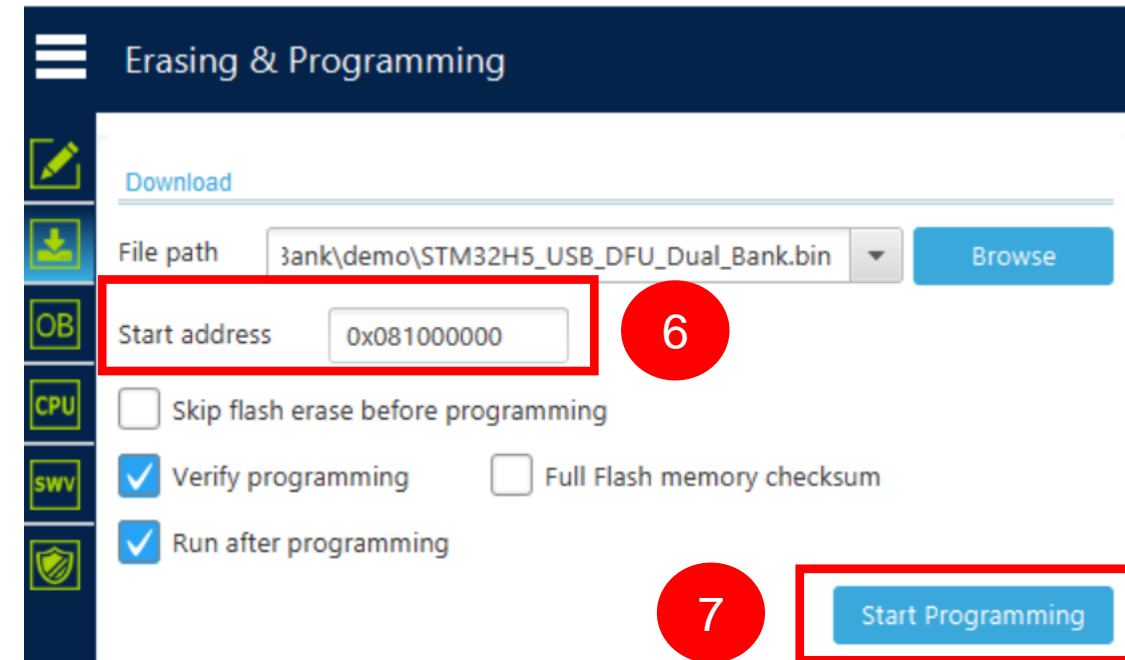 Erasing & Programming
Download
File path 3ank\demo\STM32H5_USB_DFU_Dual_Bank.bin Browse
OB
Start address 0x081000000 6
CPU
Skip flash erase before programming
SWV
Verify programming Full Flash memory checksum
Run after programming
7 Start Programming